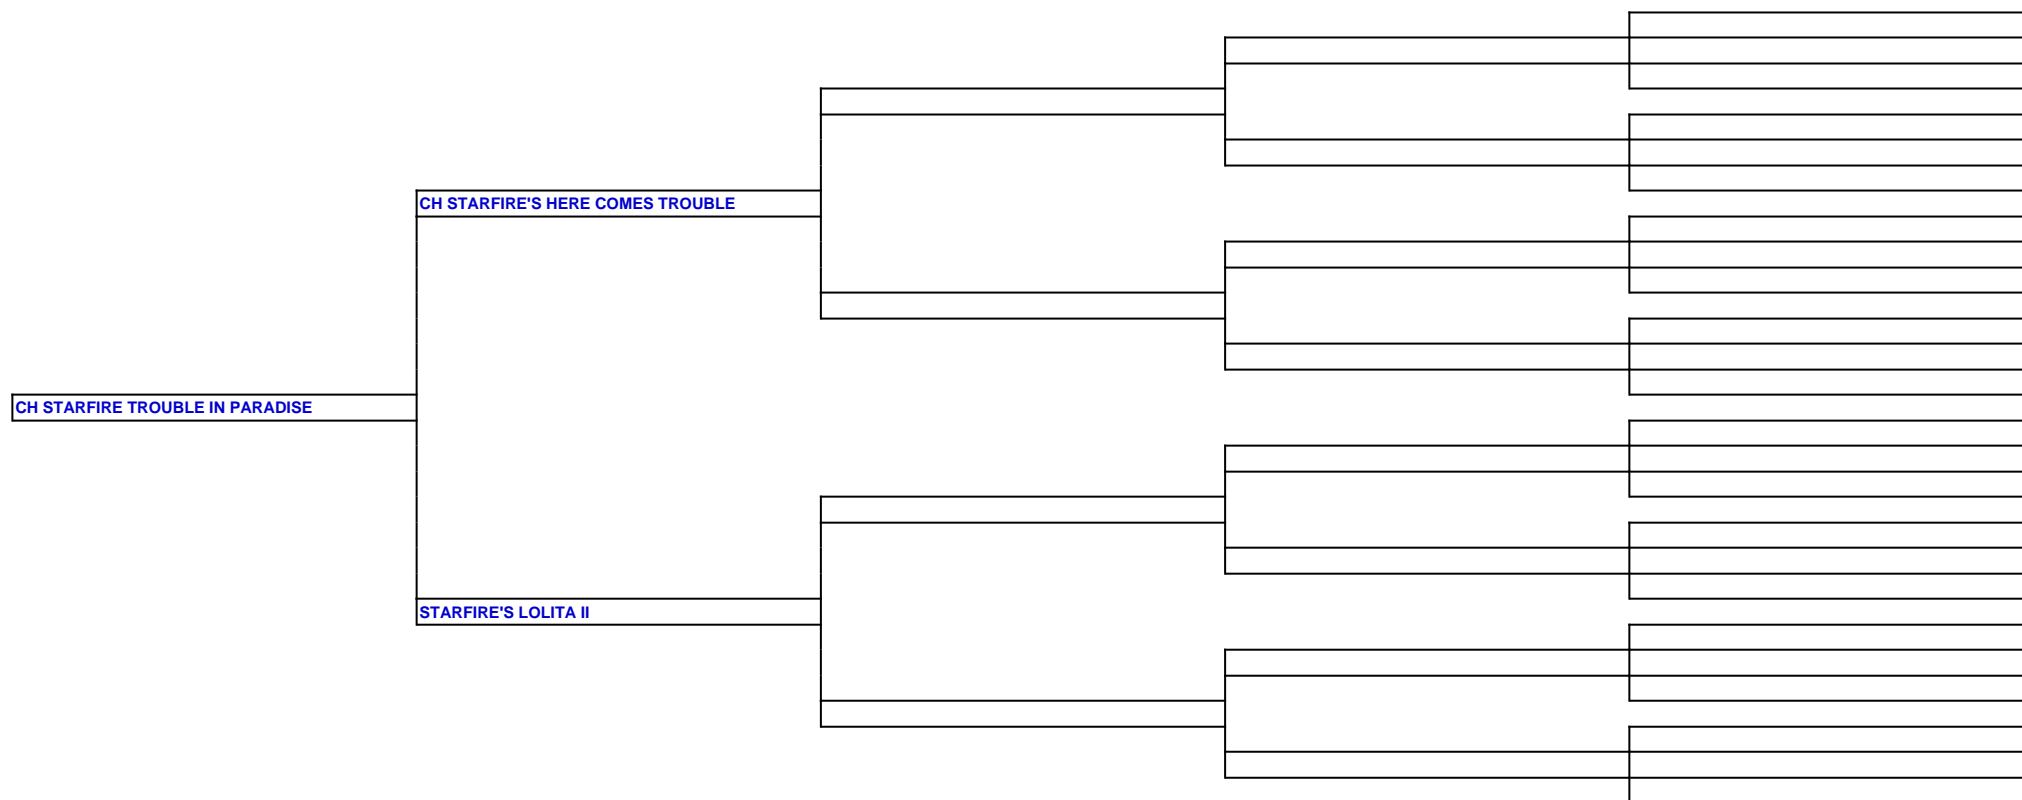 CH STARFIRE'S HERE COMES TROUBLE
CH STARFIRE TROUBLE IN PARADISE
STARFIRE'S LOLITA II